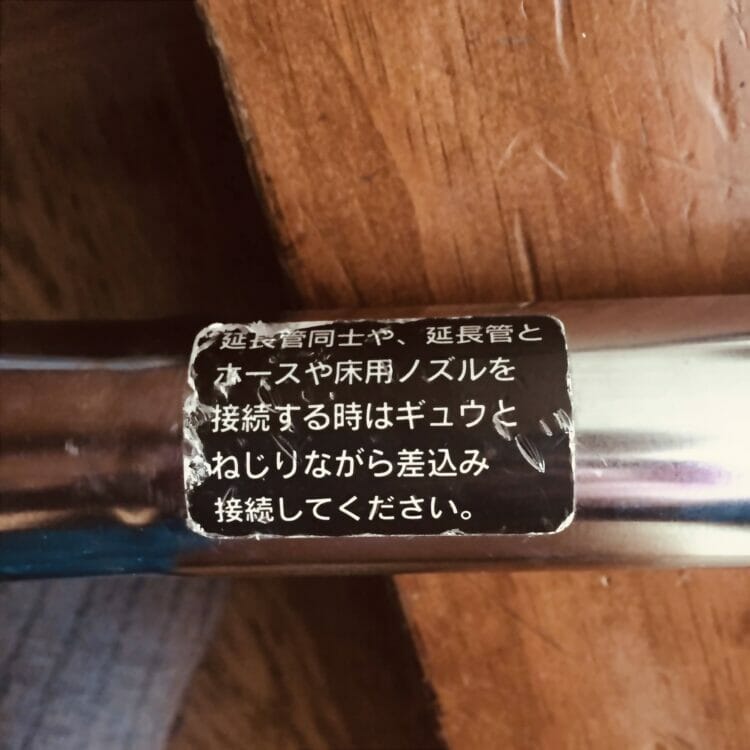 延長管同士や、延長管と
ホースや床用ノズルを
接続する時はギュウと
ねじりながら差込み
接続してください。